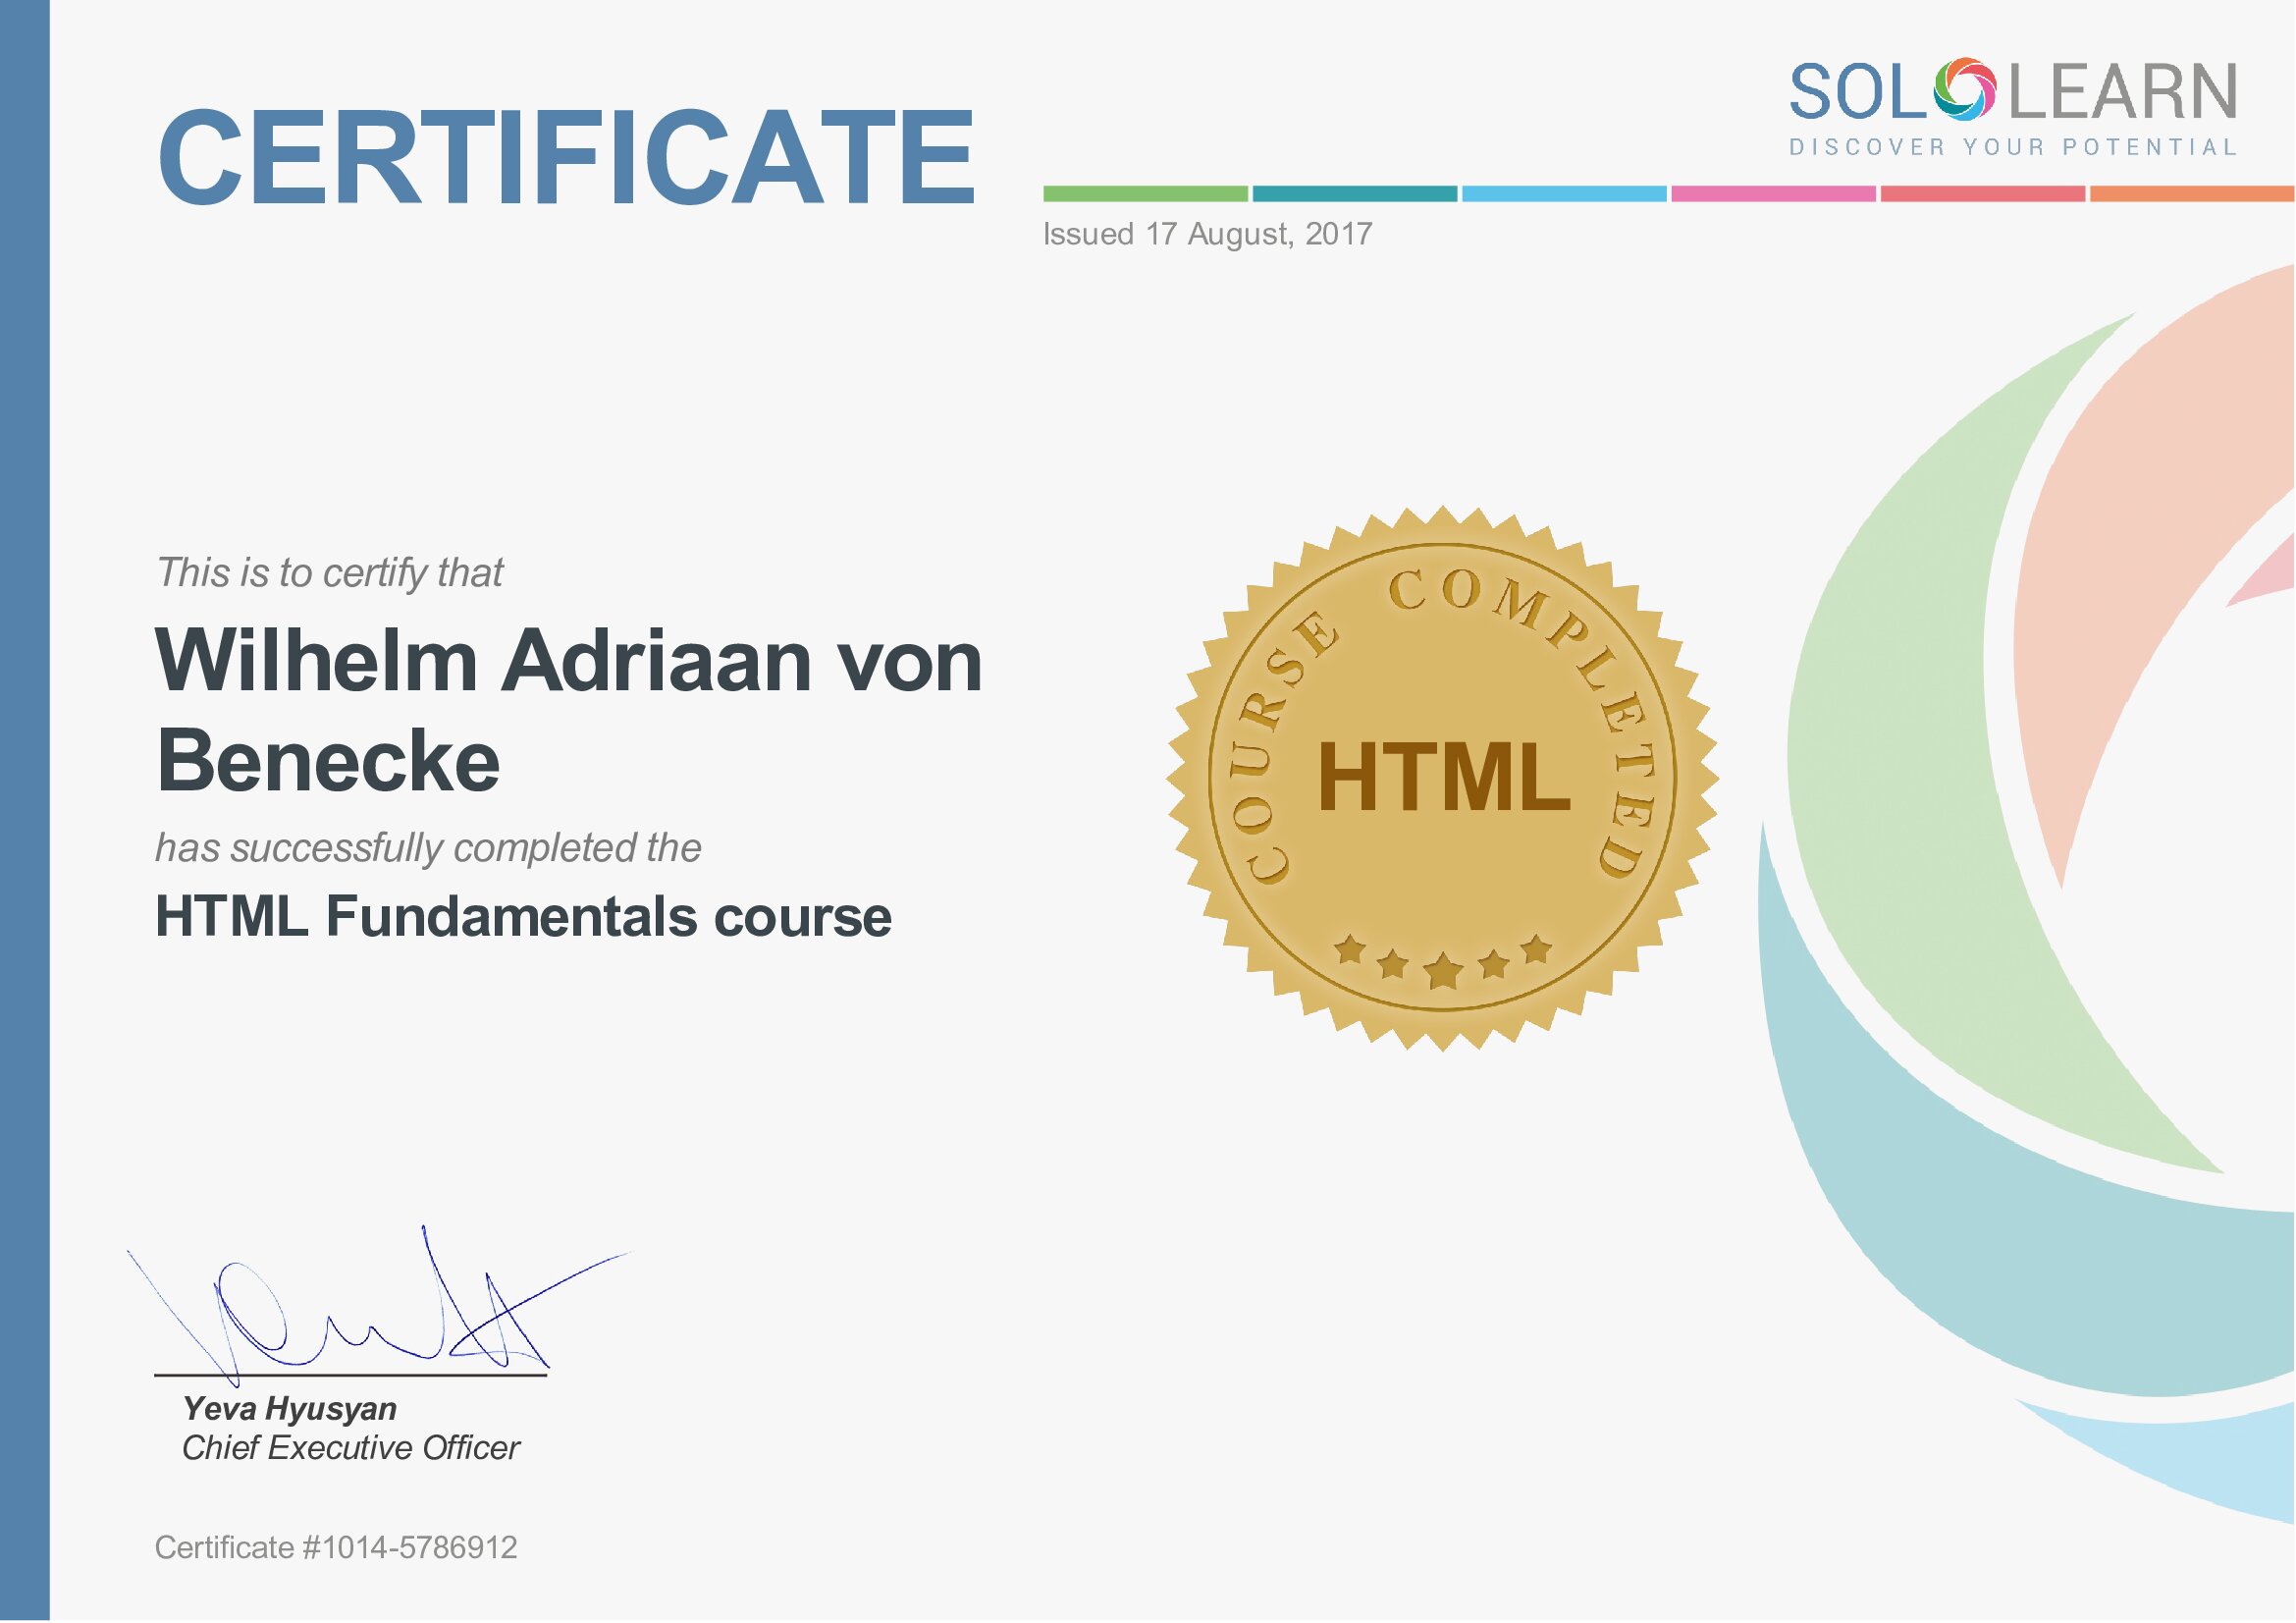 CERTIFICATE
SOLOLEARN
DISCOVER YOUR POTENTIAL
Issued 17 August, 2017
This is to certify that
Wilhelm Adriaan von
Benecke
has successfully completed the
HTML Fundamentals course
COURSE COMPLETED
HTML
Yeva Hyusyan
Chief Executive Officer
Certificate #1014-5786912